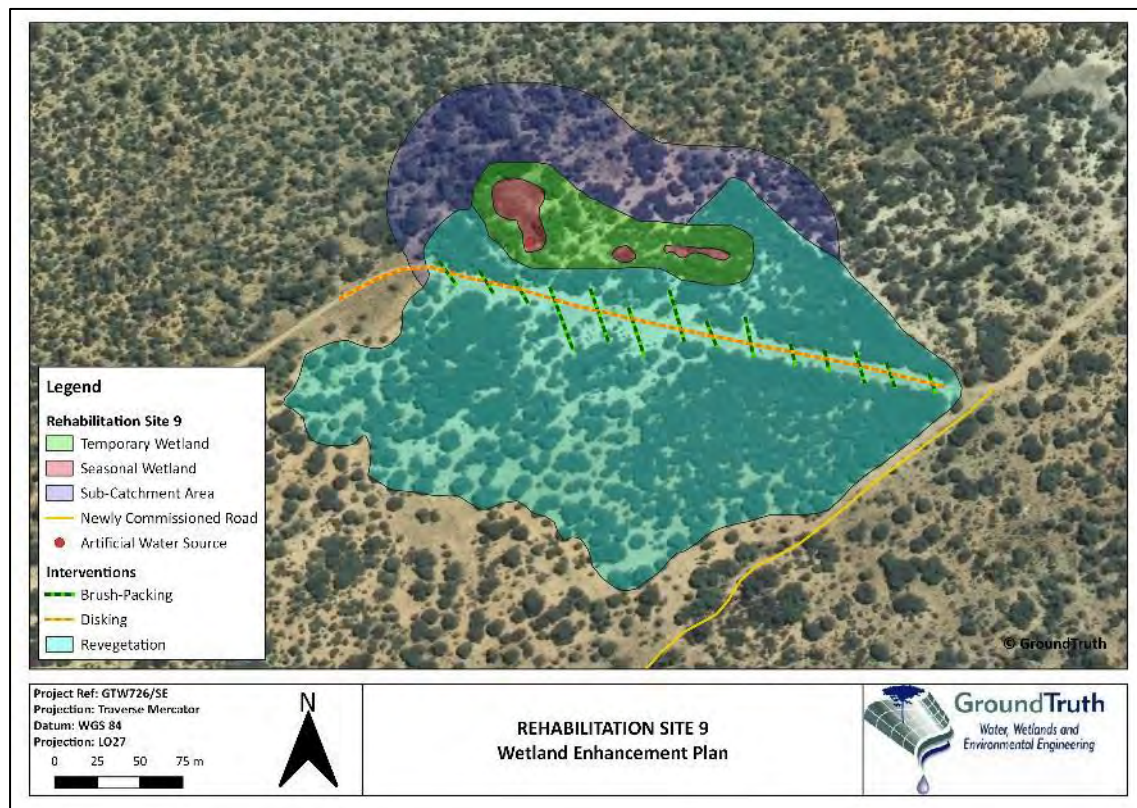 Legend
Rehabilitation Site 9
Temporary Wetland
Seasonal Wetland
Sub-Catchment Area
Newly Commissioned Road
Artificial Water Source
Interventions
Brush-Packing
Disking
Revegetation
© GroundTruth
Project Ref: GTW726/SE
Projection: Traverse Mercator
Datum: WGS 84
Projection: LO27
0 25 50 75 m
N
REHABILITATION SITE 9
Wetland Enhancement Plan
GroundTruth
Water, Wetlands and
Environmental Engineering